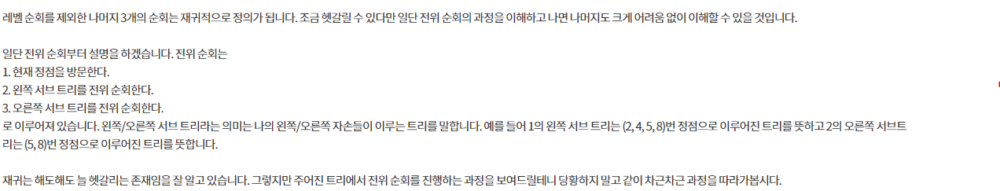 레벨 순회를 제외한 나머지 3개의 순회는 재귀적으로 정의가 됩니다. 조금 헷갈릴 수 있다만 일단 전위 순회의 과정을 이해하고 나면 나머지도 크게 어려움 없이 이해할 수 있을 것입니다.
일단 전위 순회부터 설명을 하겠습니다. 전위 순회는
1. 현재 정점을 방문한다.
2. 왼쪽 서브 트리를 전위 순회한다.
3. 오른쪽 서브 트리를 전위 순회한다.
로 이루어져 있습니다. 왼쪽/오른쪽 서브 트리라는 의미는 나의 왼쪽/오른쪽 자손들이 이루는 트리를 말합니다. 예를 들어 1의 왼쪽 서브 트리는 (2, 4, 5, 8)번 정점으로 이루어진 트리를 뜻하고 2의 오른쪽 서브트
리는 (5, 8)번 정점으로 이루어진 트리를 뜻합니다.
재귀는 해도해도 늘 헷갈리는 존재임을 잘 알고 있습니다. 그렇지만 주어진 트리에서 전위 순회를 진행하는 과정을 보여드릴테니 당황하지 말고 같이 차근차근 과정을 따라가봅시다.